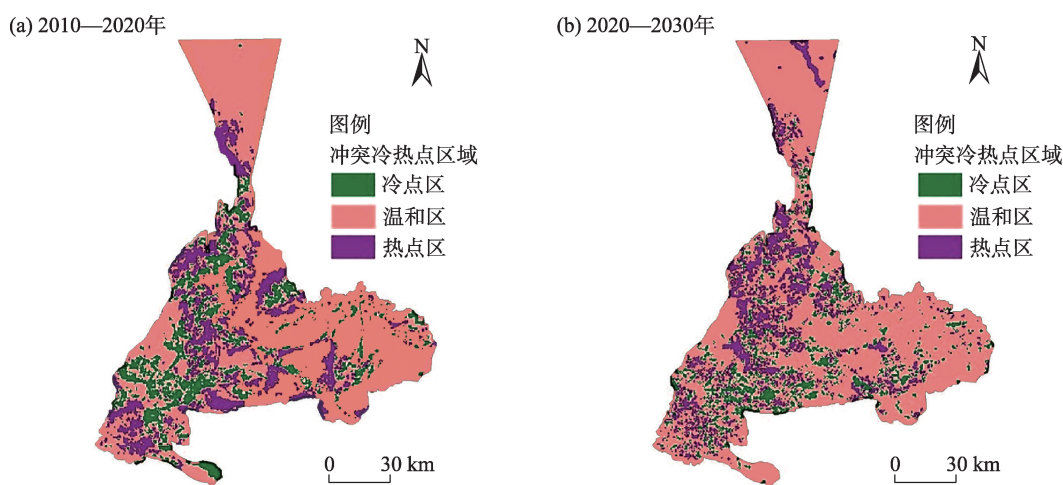 (a) 2010—2020年
N
图例
冲突冷热点区域
冷点区
温和区
热点区
0 30 km
(b) 2020—2030年
N
图例
冲突冷热点区域
冷点区
温和区
热点区
0 30 km